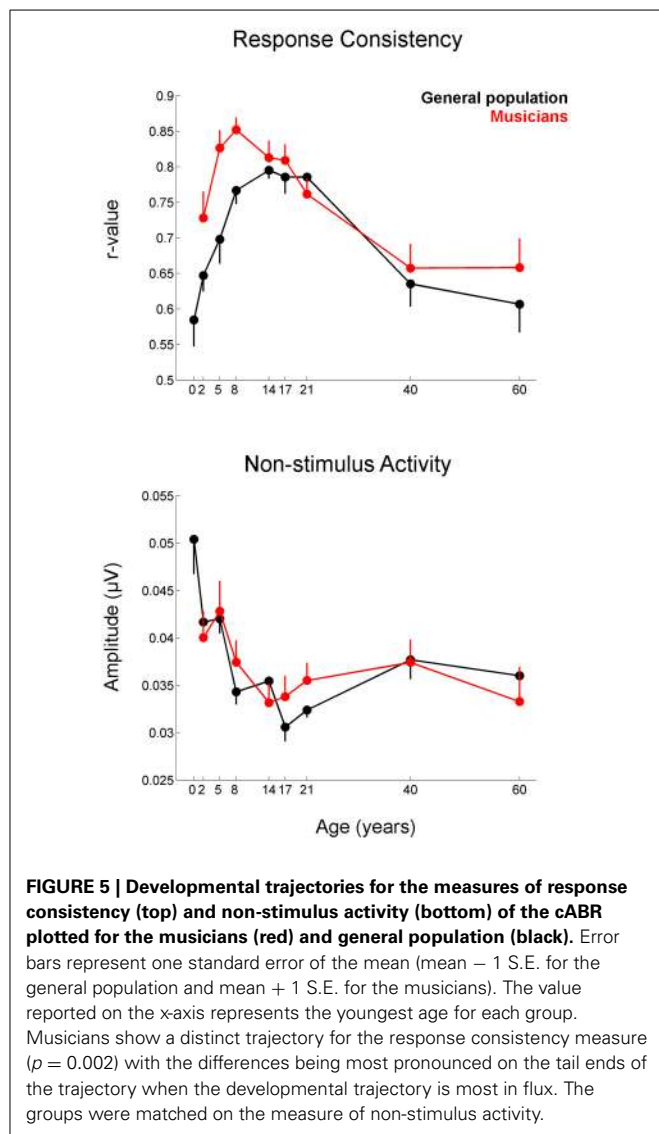 Response Consistency
General population
Musicians
0.9
0.85
0.8
0.75
0.7
0.65
0.6
0.55
0.5
r-value
0 2 5 8 14 17 21 40 60
Non-stimulus Activity
0.055
0.05
0.045
0.04
0.035
0.03
0.025
Amplitude (µV)
0 2 5 8 14 17 21 40 60
Age (years)
FIGURE 5 | Developmental trajectories for the measures of response
consistency (top) and non-stimulus activity (bottom) of the cABR
plotted for the musicians (red) and general population (black). Error
bars represent one standard error of the mean (mean − 1 S.E. for the
general population and mean + 1 S.E. for the musicians). The value
reported on the x-axis represents the youngest age for each group.
Musicians show a distinct trajectory for the response consistency measure
(p = 0.002) with the differences being most pronounced on the tail ends of
the trajectory when the developmental trajectory is most in flux. The
groups were matched on the measure of non-stimulus activity.